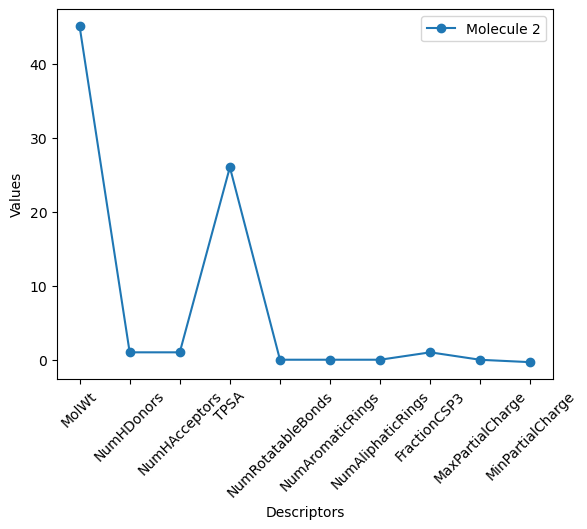 Molecule 2
Values
40
30
20
10
0
MolWt
NumHDonors
NumHAcceptors
TPSA
NumRotatableBonds
NumAromaticRings
NumAliphaticRings
FractionCSP3
MaxPartialCharge
MinPartialCharge
Descriptors